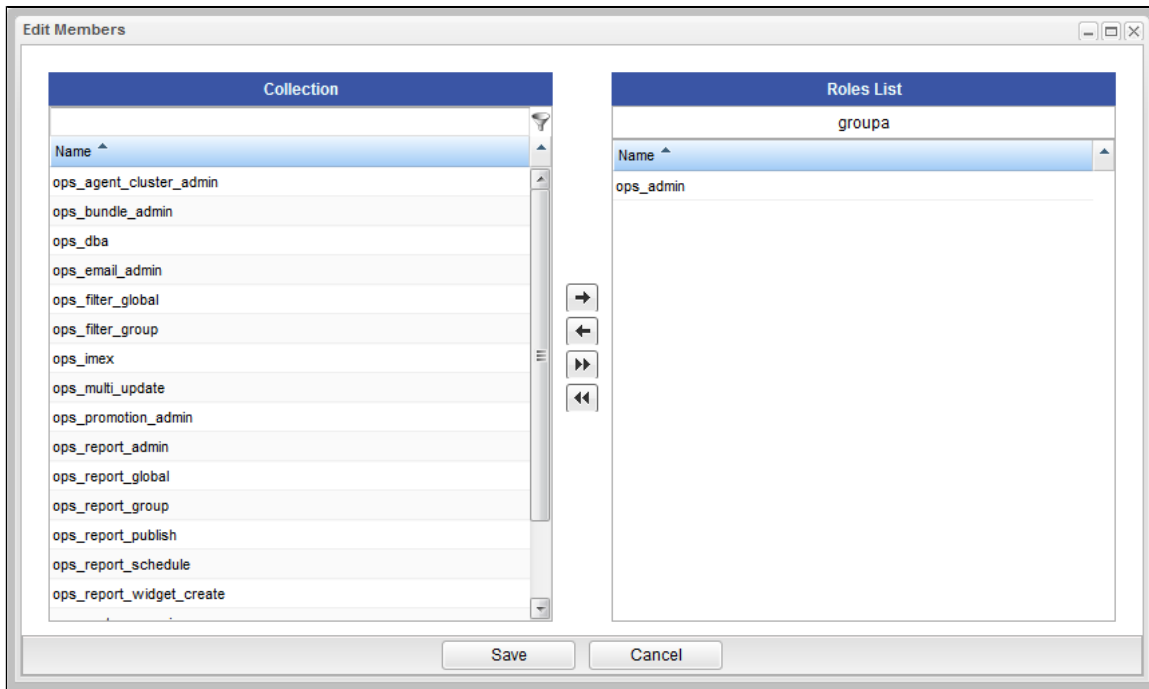 Edit Members
Collection
Name
ops_agent_cluster_admin
ops_bundle_admin
ops_dba
ops_email_admin
ops_filter_global
ops_filter_group
ops_imex
ops_multi_update
ops_promotion_admin
ops_report_admin
ops_report_global
ops_report_group
ops_report_publish
ops_report_schedule
ops_report_widget_create
Roles List
groupa
Name
ops_admin
Save Cancel